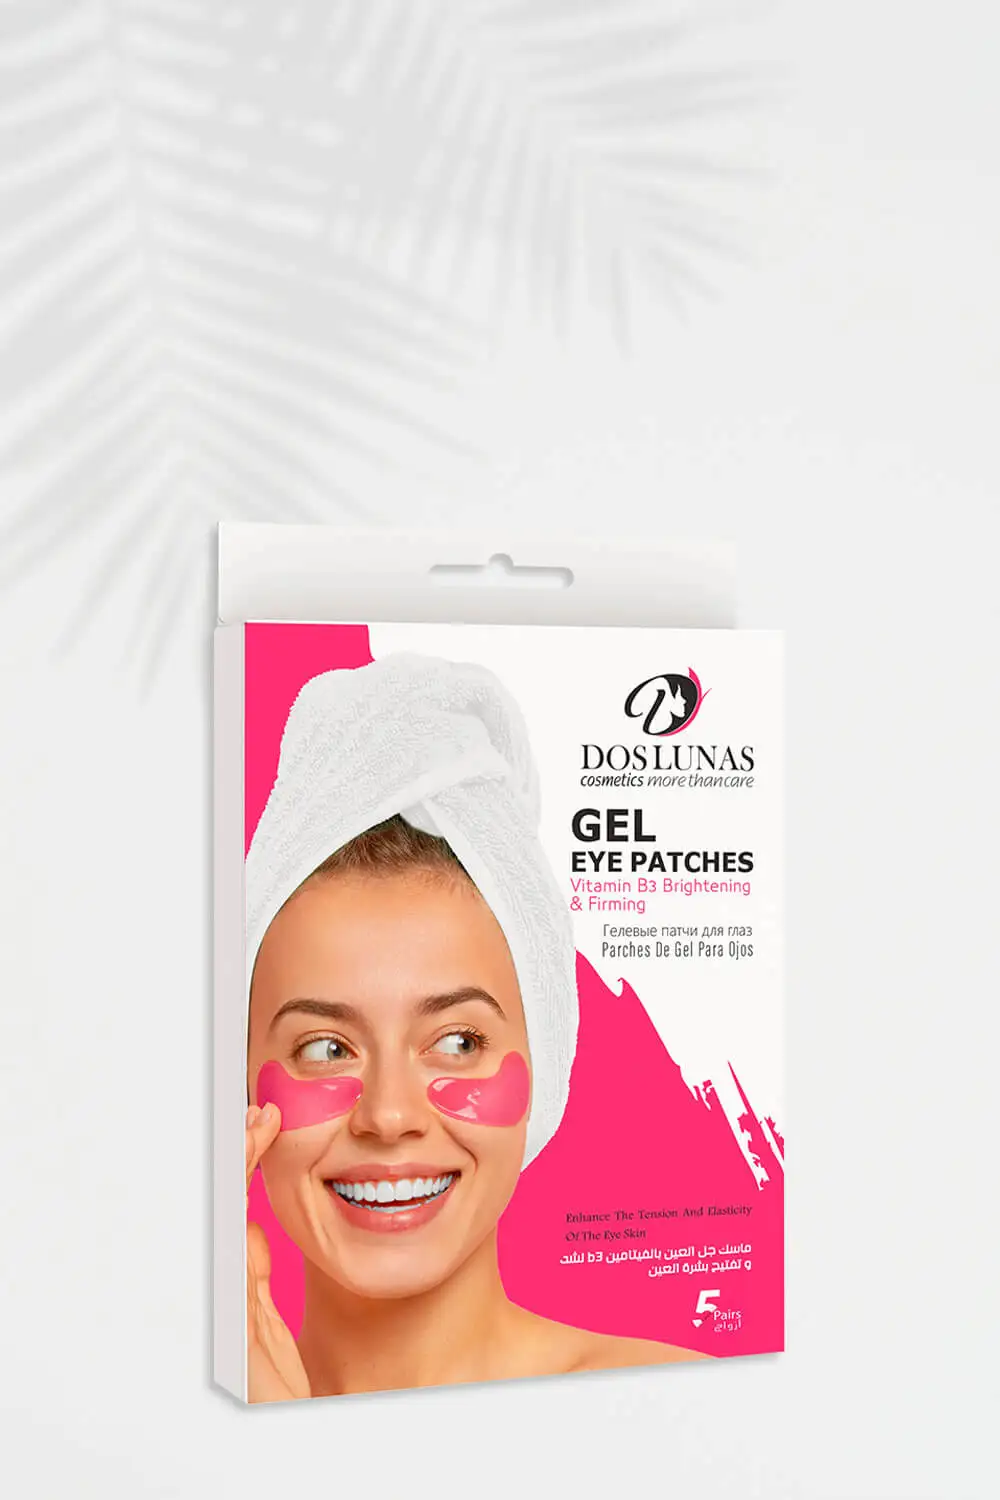 DOSLUNAS
cosmetics more than care
GEL
EYE PATCHES
Vitamin B3 Brightening
& Firming
Гелевые патчи для глаз
Parches De Gel Para Ojos
Enhance The Tension And Elasticity
Of The Eye Skin
ماسك جل العين بالفيتامين b3 لشد
و تفتيح بشرة العين
5 Pairs
أزواج